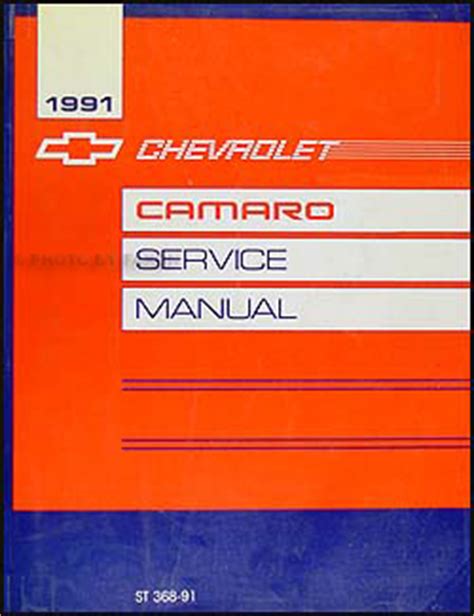 1991
CHEVROLET
CAMARO
SERVICE
MANUAL
ST 368-91